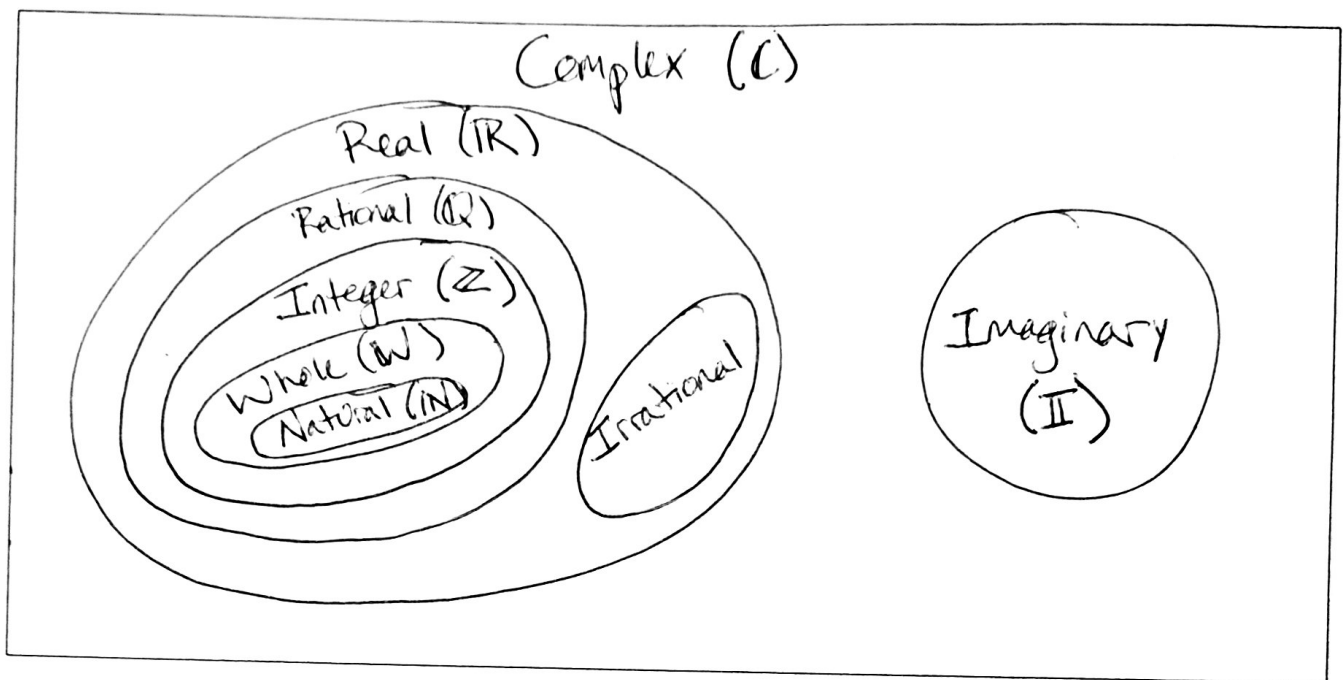 Complex (ℂ)
Real (ℝ)
Rational (ℚ)
Integer (ℤ)
Whole (𝕎)
Natural (ℕ)
Irrational
Imaginary
(𝕀)